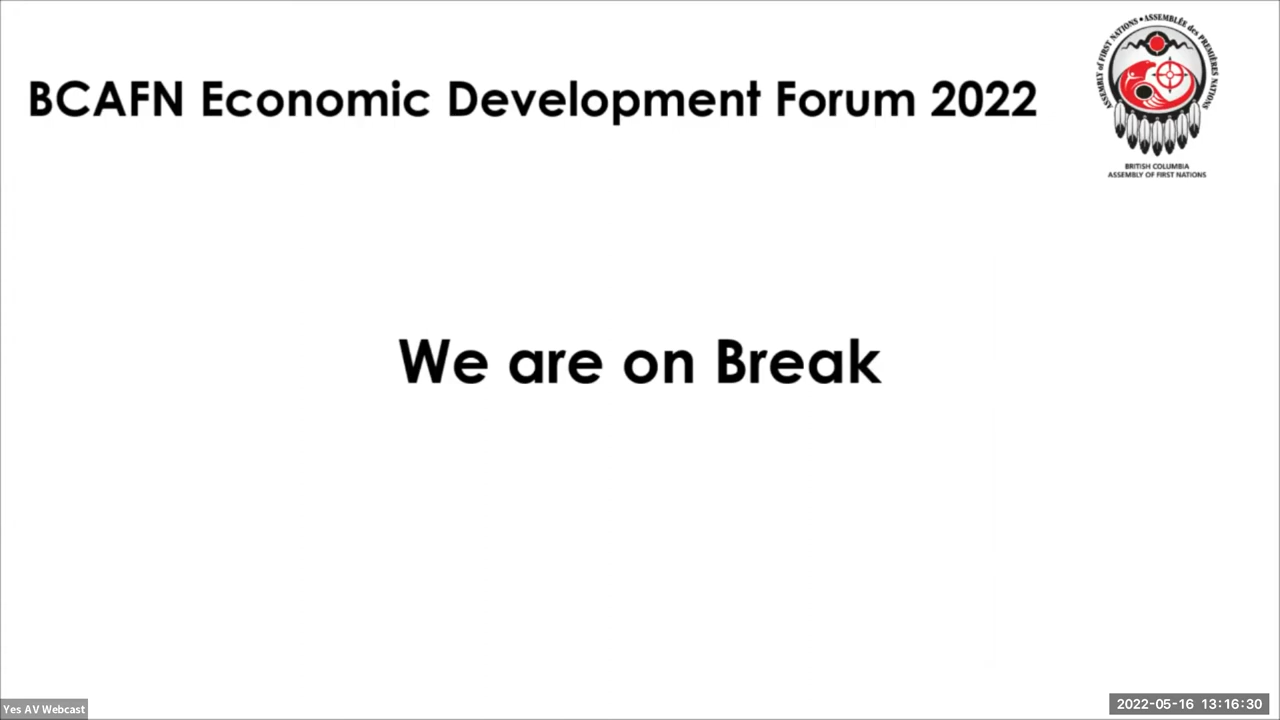 BCAFN Economic Development Forum 2022
ASSEMBLY of FIRST NATIONS • ASSEMBLÉE des PREMIÈRES NATIONS
BRITISH COLUMBIA
ASSEMBLY OF FIRST NATIONS
We are on Break
Yes AV Webcast
2022-05-16 13:16:30